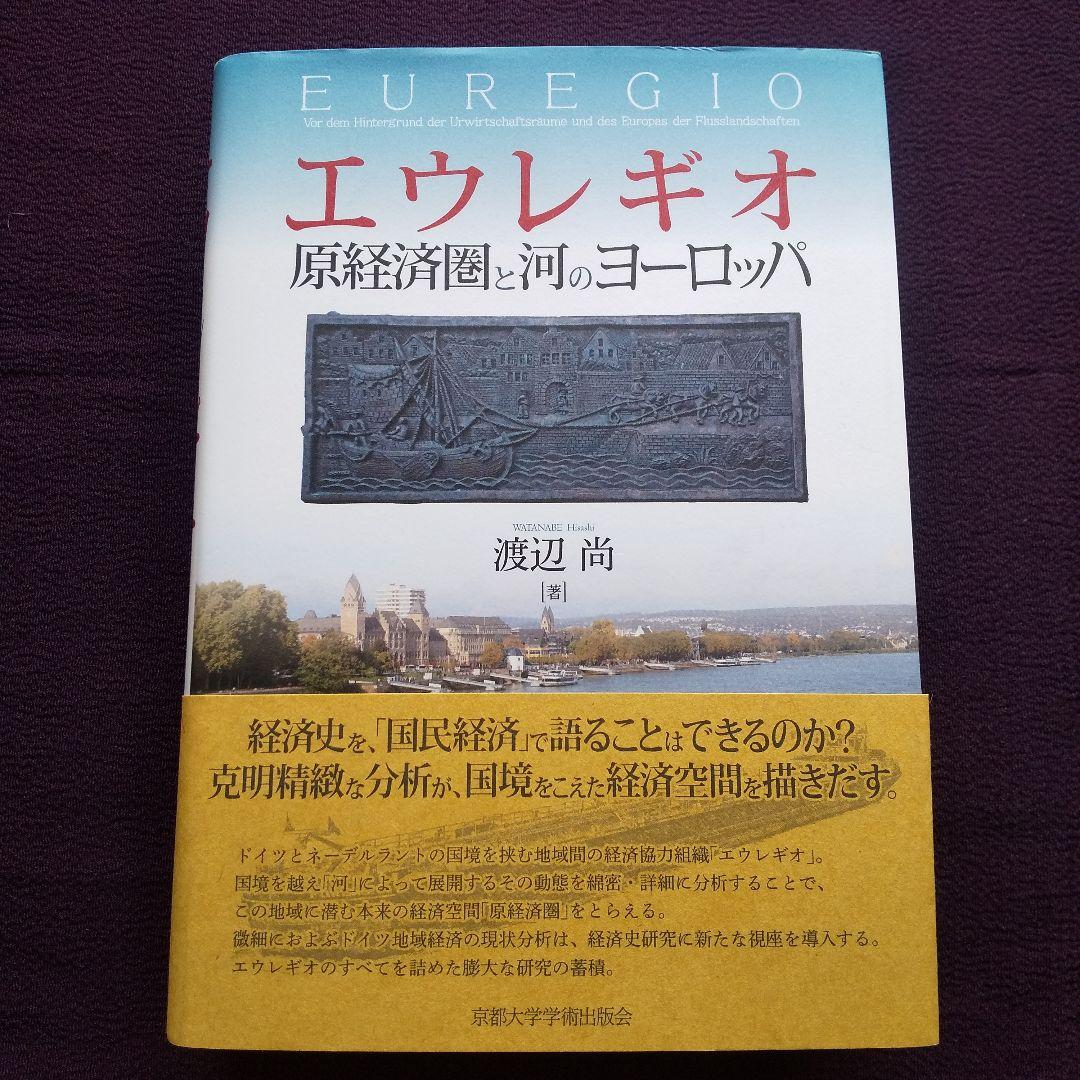 EUREGIO
Vor dem Hintergrund der Urwirtschaftsräume und des Europas der Flusslandschaften
エウレギオ
原経済圏と河のヨーロッパ
WATANABE Hisashi
渡辺 尚
[著]
経済史を、「国民経済」で語ることはできるのか?
克明精緻な分析が、国境をこえた経済空間を描きだす。
ドイツとネーデルラントの国境を挟む地域間の経済協力組織「エウレギオ」。
国境を越え「河」によって展開するその動態を綿密・詳細に分析することで、
この地域に潜む本来の経済空間「原経済圏」をとらえる。
微細におよぶドイツ地域経済の現状分析は、経済史研究に新たな視座を導入する。
エウレギオのすべてを詰めた膨大な研究の蓄積。
京都大学学術出版会